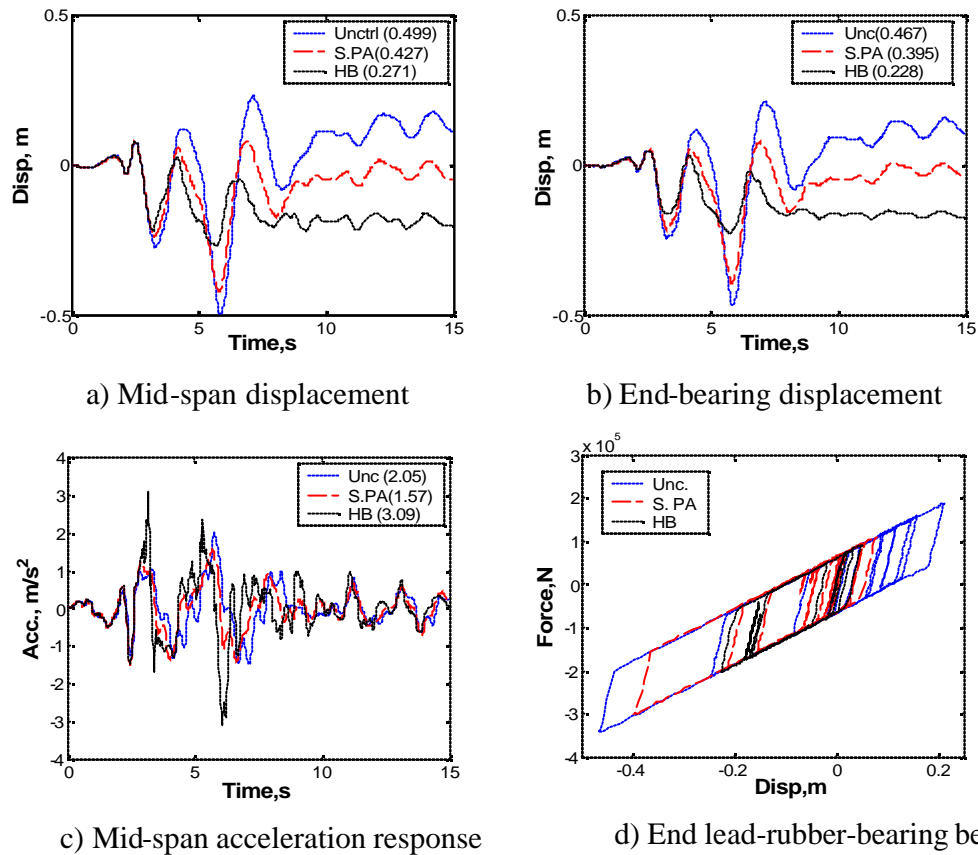 0.5
Unctrl (0.499)
S.PA(0.427)
HB (0.271)
Disp, m
0
-0.5
0 5 10 15
Time,s
a) Mid-span displacement
0.5
Unc(0.467)
S.PA (0.395)
HB (0.228)
Disp, m
0
-0.5
0 5 10 15
Time,s
b) End-bearing displacement
4
3
2
1
0
-1
-2
-3
-4
Unc (2.05)
S.PA(1.57)
HB (3.09)
Acc., m/s²
0 5 10 15
Time,s
c) Mid-span acceleration response
x 10⁵
3
2
1
0
-1
-2
-3
-4
Unc.
S. PA
HB
Force,N
-0.4 -0.2 0 0.2
Disp,m
d) End lead-rubber-bearing be